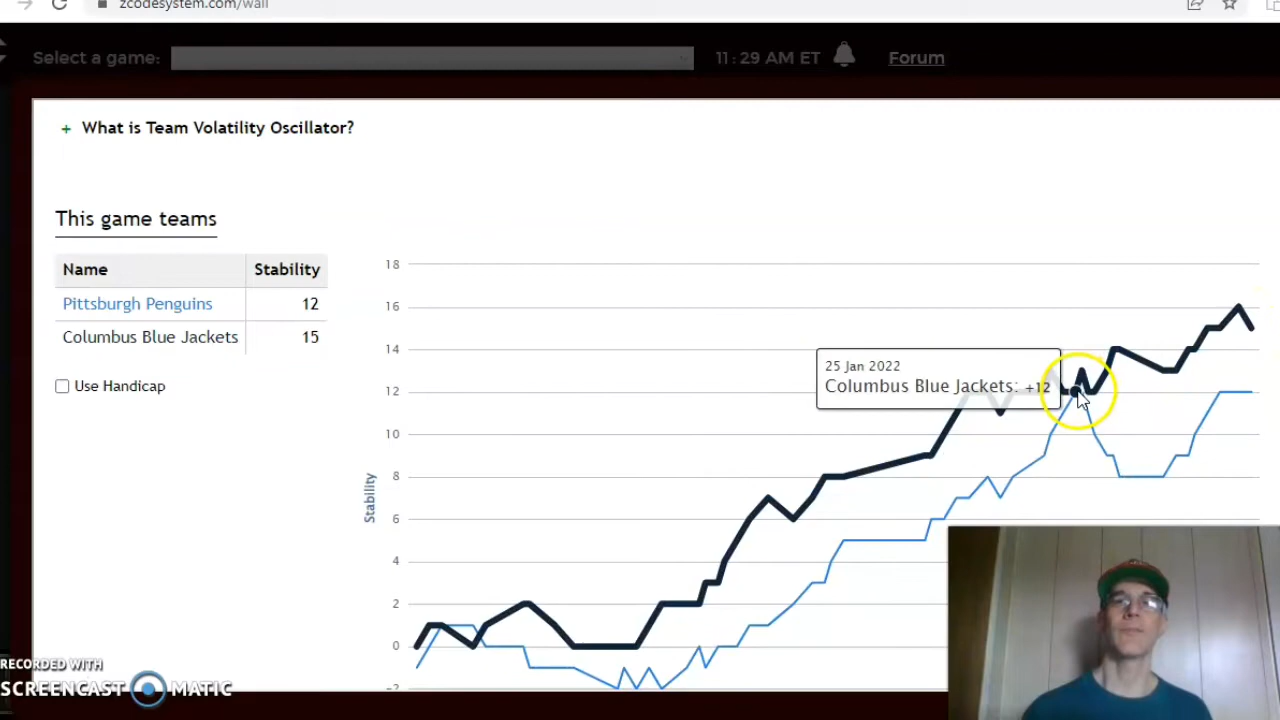 zcodesystem.com/wall
Select a game: 11:29 AM ET Forum
+ What is Team Volatility Oscillator?
This game teams
Name Stability
Pittsburgh Penguins 12
Columbus Blue Jackets 15
Use Handicap
18
16
14
12
10
8
6
4
2
0
-2
Stability
25 Jan 2022
Columbus Blue Jackets: +12
RECORDED WITH
SCREENCAST MATIC